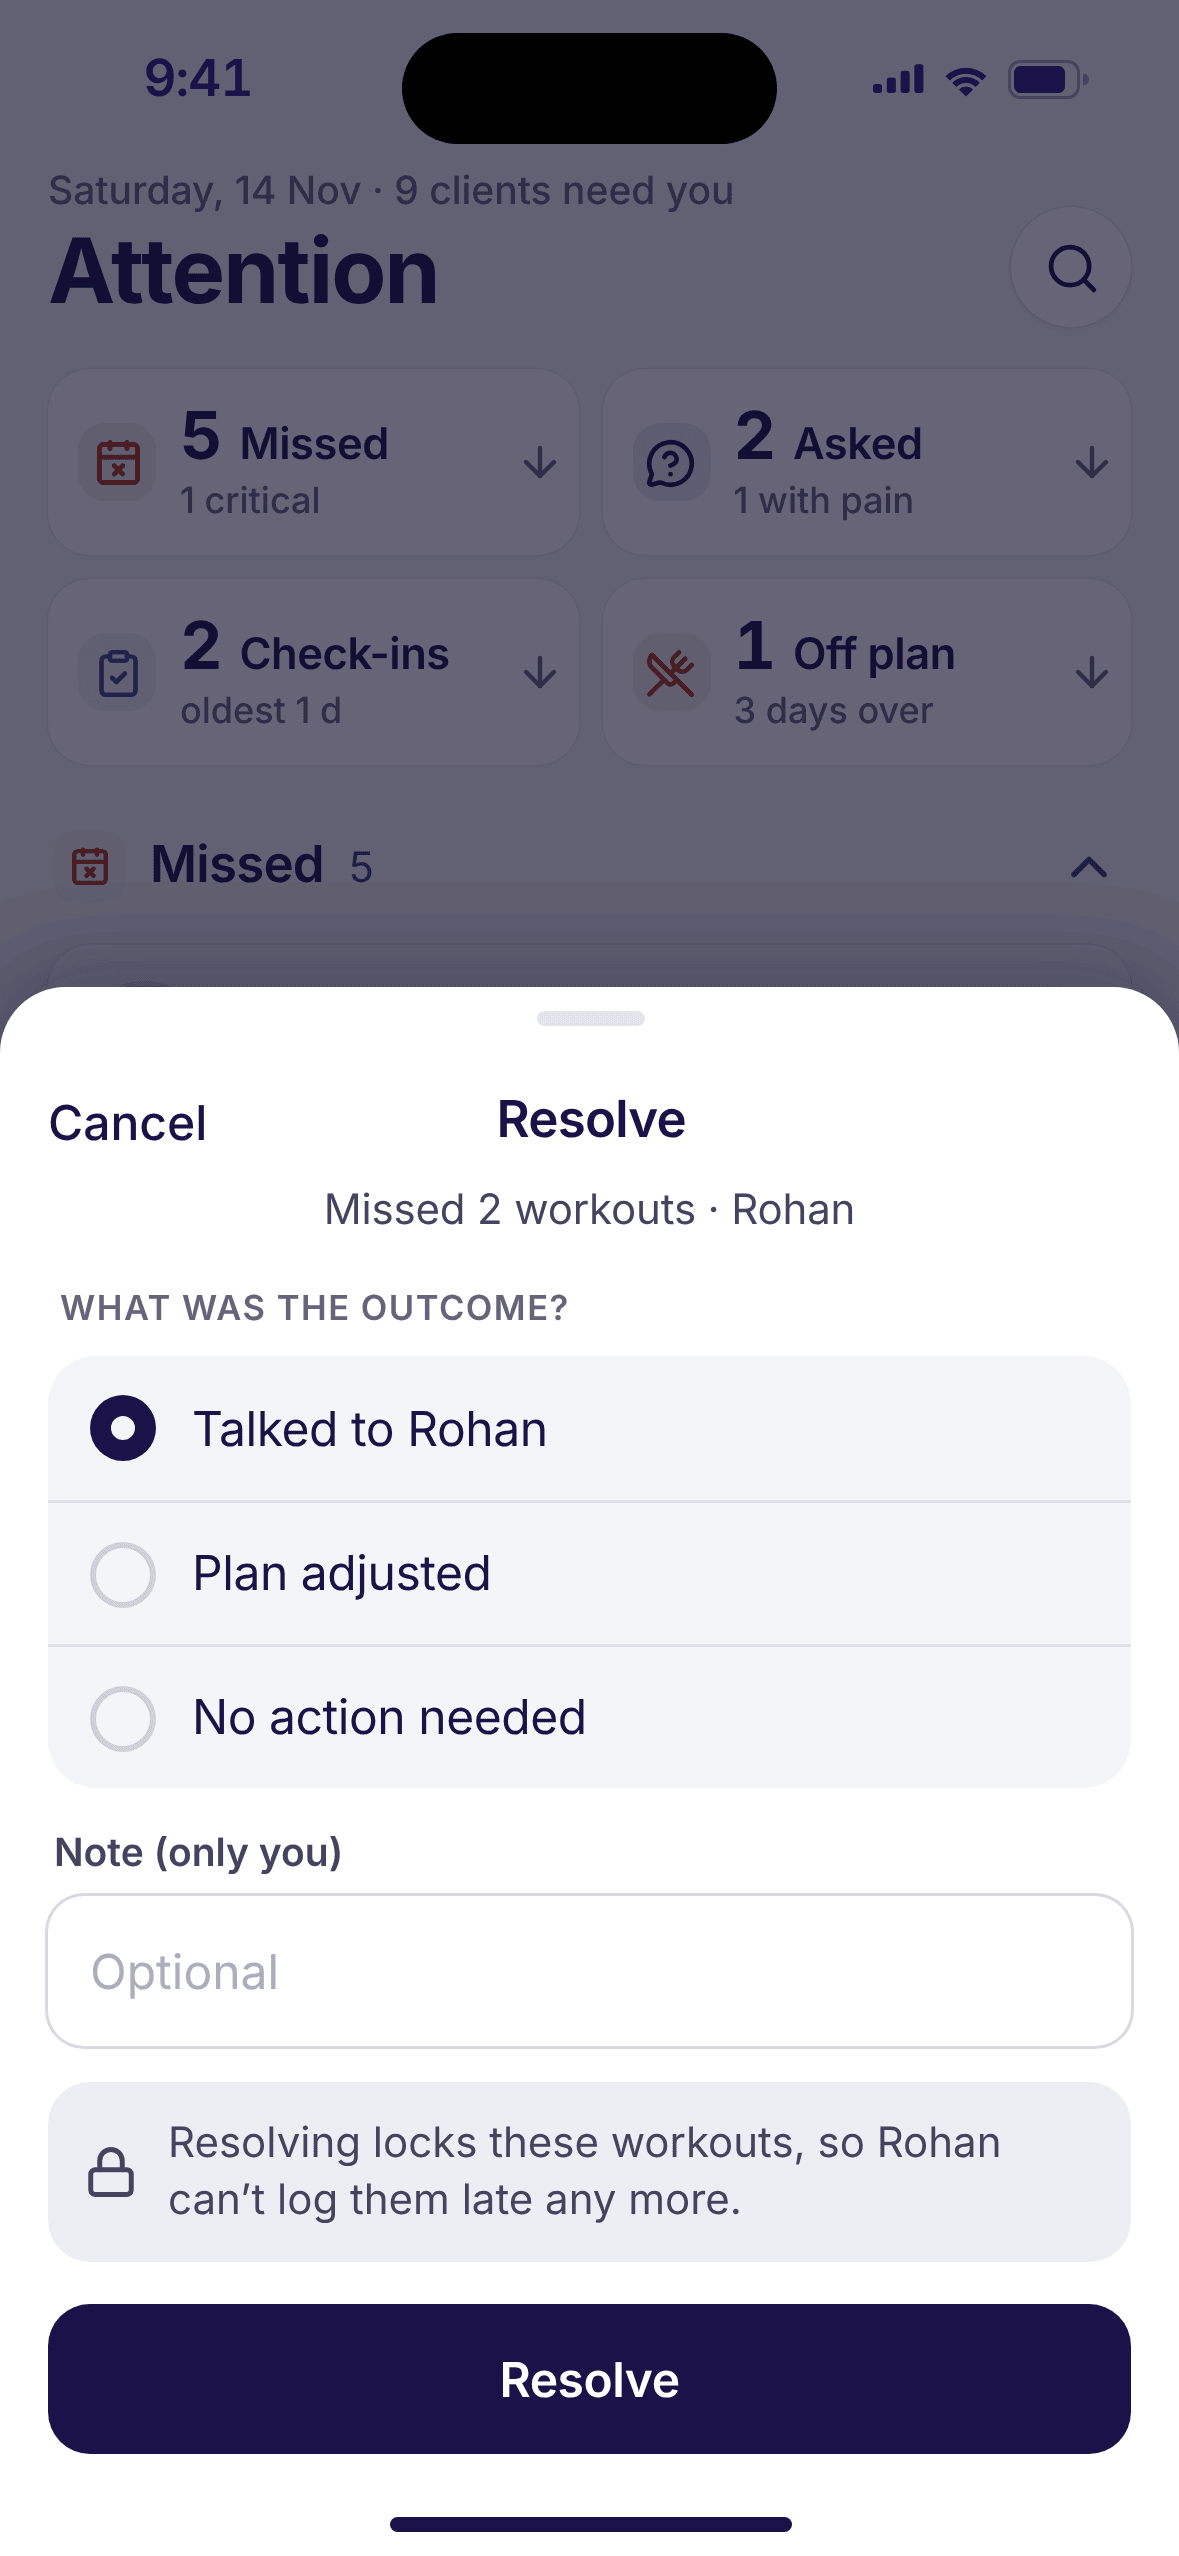 9:41
Saturday, 14 Nov · 9 clients need you
Attention
5 Missed
1 critical
2 Asked
1 with pain
2 Check-ins
oldest 1 d
1 Off plan
3 days over
Missed 5
Cancel
Resolve
Missed 2 workouts · Rohan
WHAT WAS THE OUTCOME?
Talked to Rohan
Plan adjusted
No action needed
Note (only you)
Optional
Resolving locks these workouts, so Rohan
can’t log them late any more.
Resolve